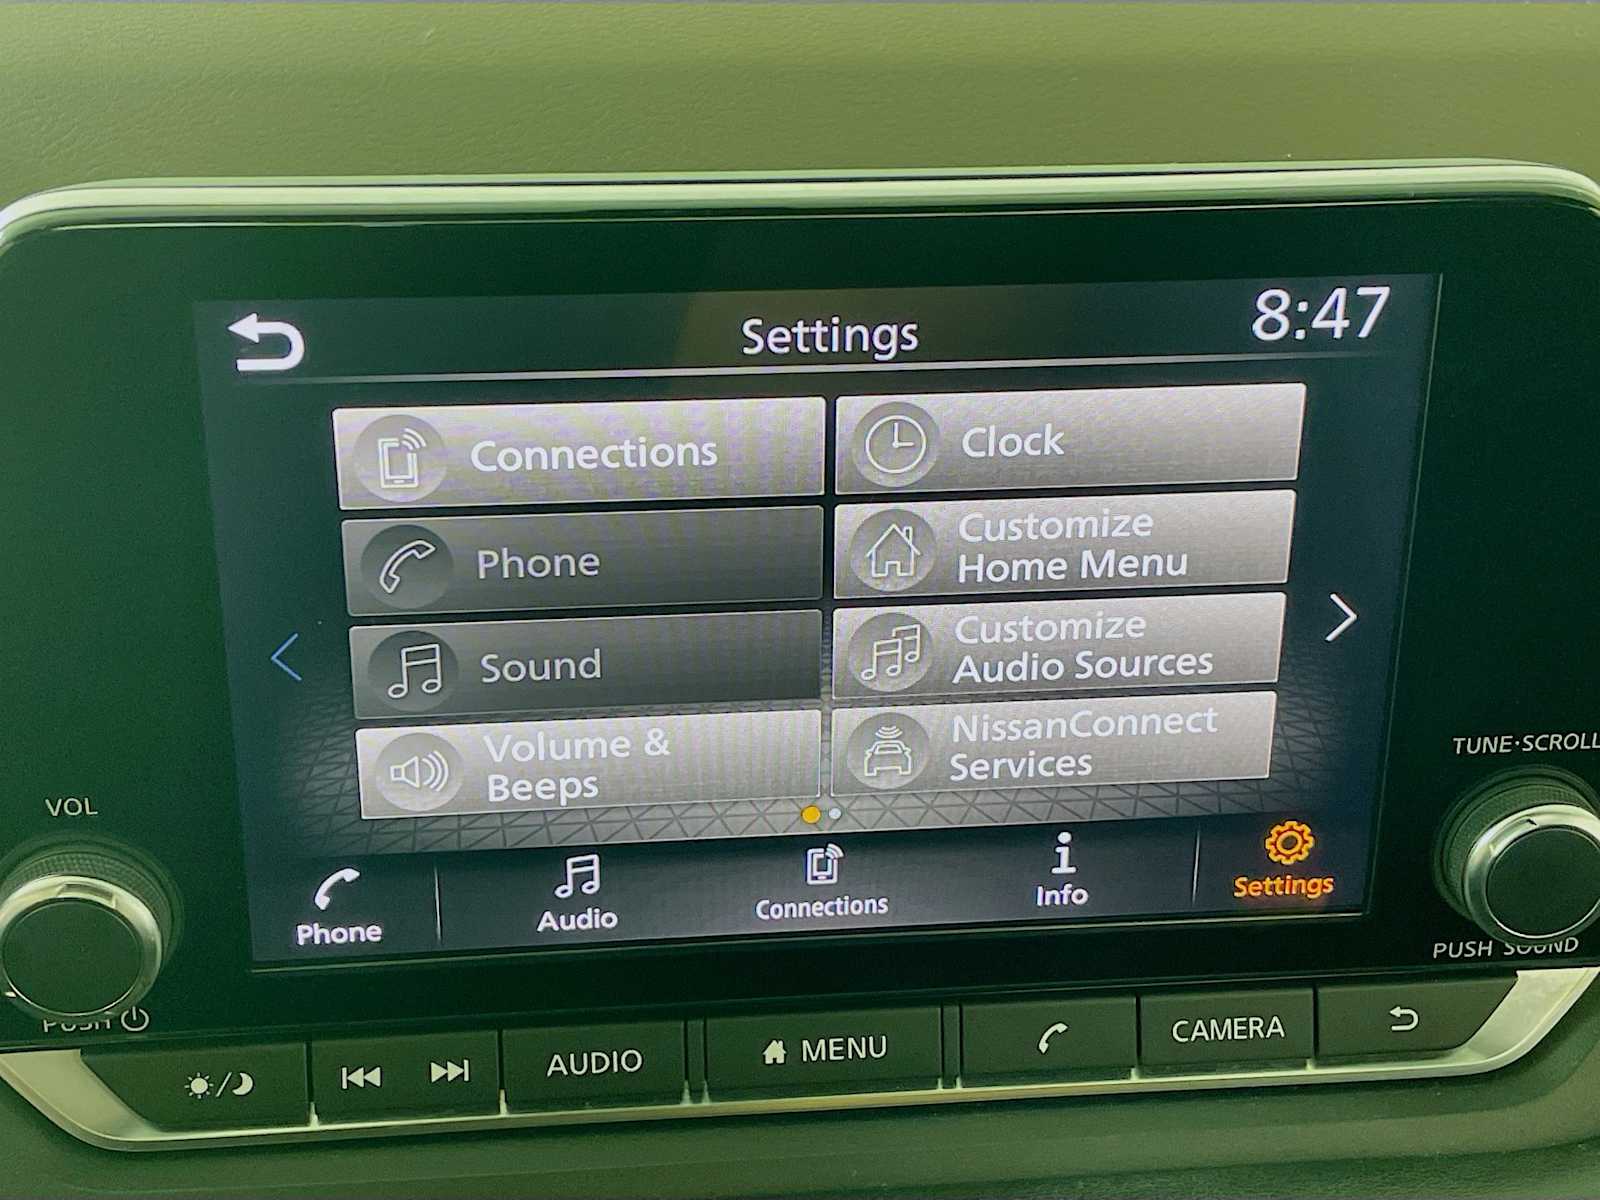 Settings
8:47
Connections
Clock
Phone
Customize
Home Menu
Sound
Customize
Audio Sources
Volume &
Beeps
NissanConnect
Services
Phone
Audio
Connections
Info
Settings
VOL
PUSH
TUNE·SCROLL
PUSH SOUND
AUDIO
MENU
CAMERA